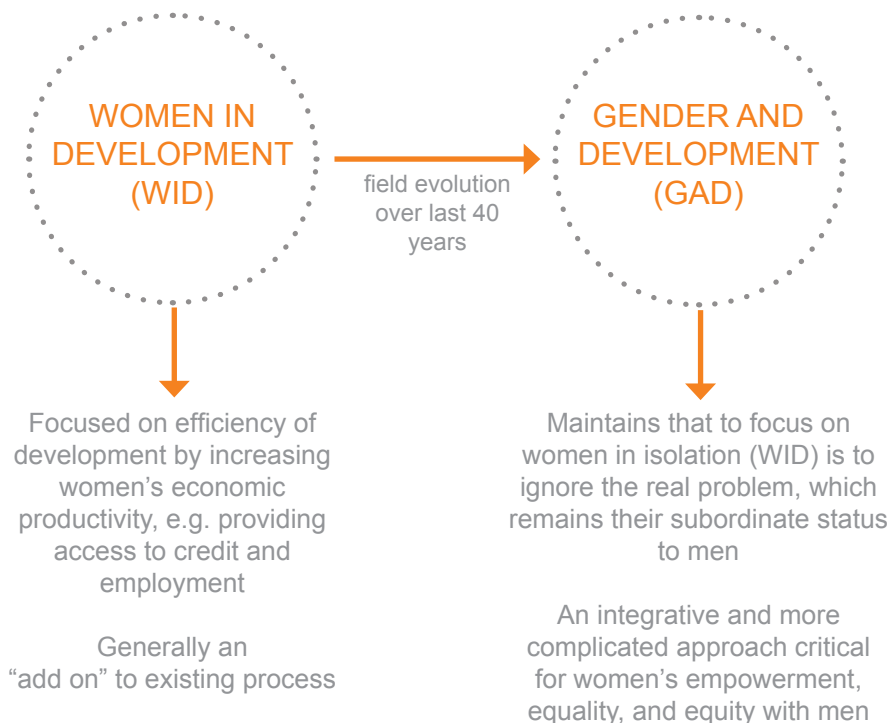 WOMEN IN
DEVELOPMENT
(WID)
field evolution
over last 40
years
GENDER AND
DEVELOPMENT
(GAD)
Focused on efficiency of
development by increasing
women’s economic
productivity, e.g. providing
access to credit and
employment
Generally an
“add on” to existing process
Maintains that to focus on
women in isolation (WID) is to
ignore the real problem, which
remains their subordinate status
to men
An integrative and more
complicated approach critical
for women’s empowerment,
equality, and equity with men